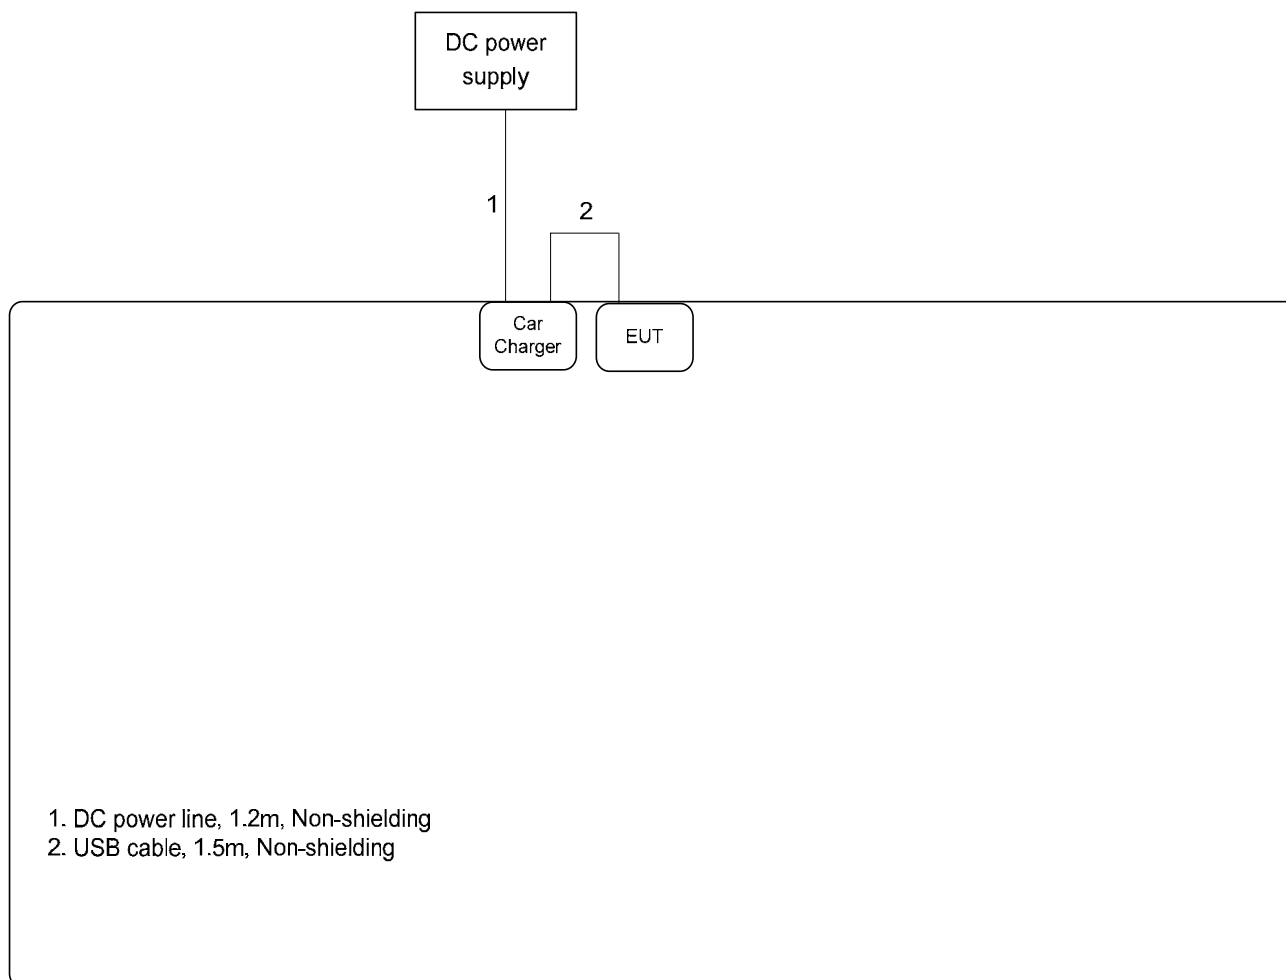 DC power
supply
1
2
Car
Charger
EUT
1. DC power line, 1.2m, Non-shielding
2. USB cable, 1.5m, Non-shielding